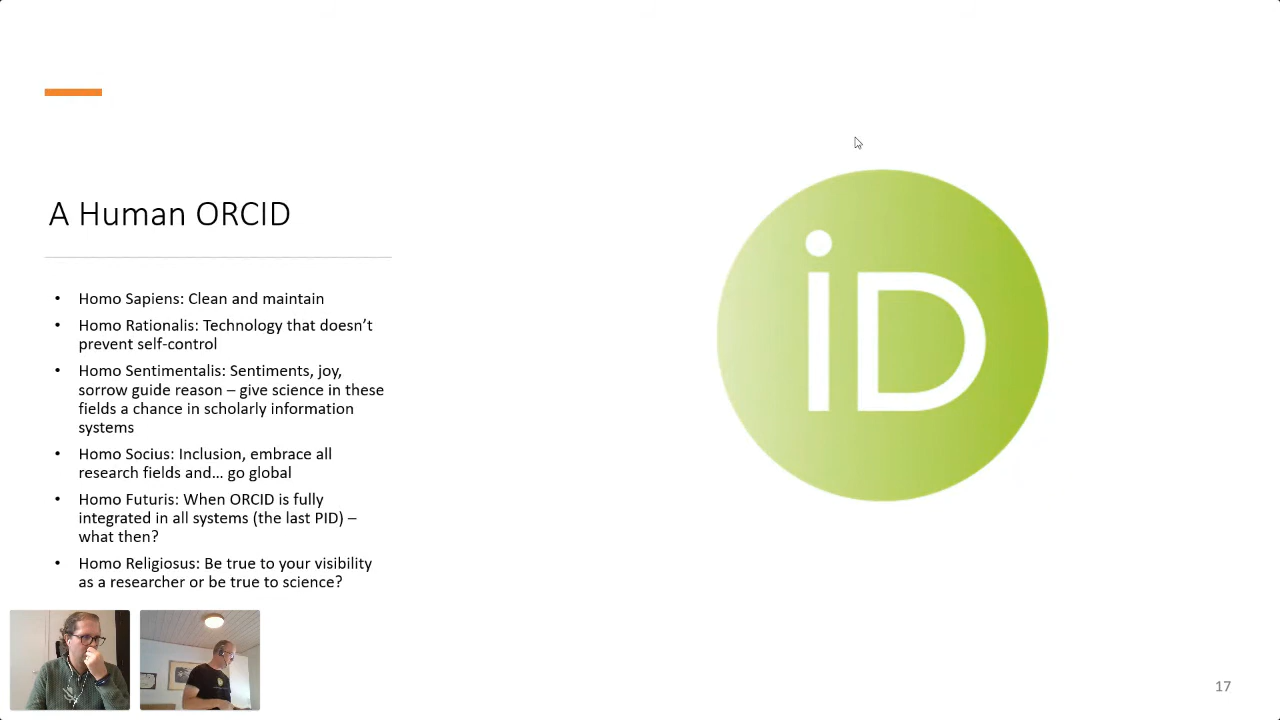 A Human ORCID
• Homo Sapiens: Clean and maintain
• Homo Rationalis: Technology that doesn’t
prevent self-control
• Homo Sentimentalis: Sentiments, joy,
sorrow guide reason – give science in these
fields a chance in scholarly information
systems
• Homo Socius: Inclusion, embrace all
research fields and... go global
• Homo Futuris: When ORCID is fully
integrated in all systems (the last PID) –
what then?
• Homo Religiosus: Be true to your visibility
as a researcher or be true to science?
iD
17